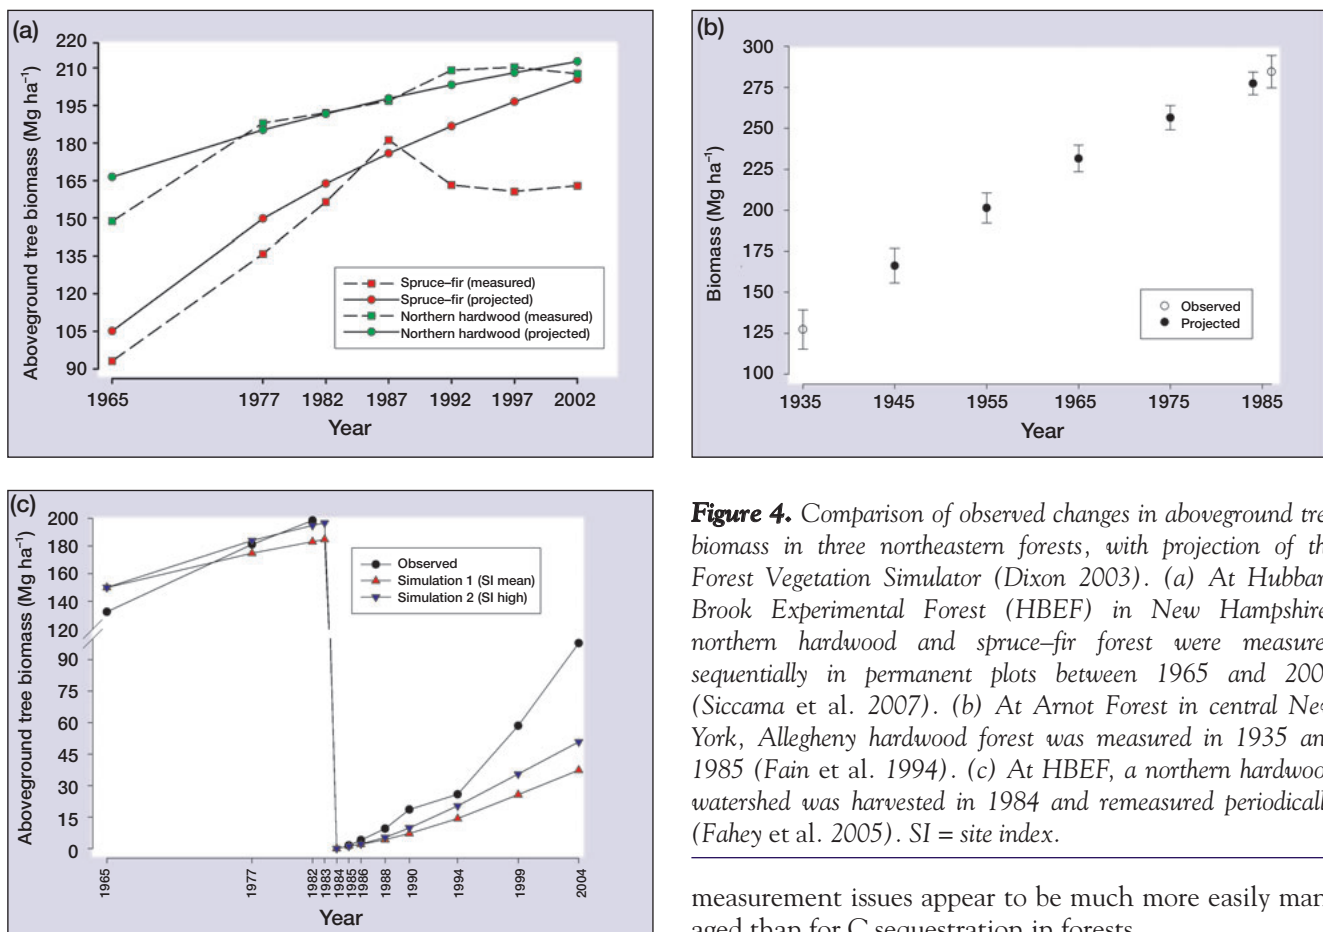 (a)
220
210
195
180
165
150
135
120
105
90
Aboveground tree biomass (Mg ha⁻¹)
Spruce–fir (measured)
Spruce–fir (projected)
Northern hardwood (measured)
Northern hardwood (projected)
1965 1977 1982 1987 1992 1997 2002
Year
(b)
300
275
250
225
200
175
150
125
100
Biomass (Mg ha⁻¹)
Observed
Projected
1935 1945 1955 1965 1975 1985
Year
(c)
200
180
160
140
120
90
75
60
45
30
15
0
Aboveground tree biomass (Mg ha⁻¹)
Observed
Simulation 1 (SI mean)
Simulation 2 (SI high)
1965 1977 1982 1983 1984 1985 1986 1988 1990 1994 1999 2004
Year
Figure 4. Comparison of observed changes in aboveground tre
biomass in three northeastern forests, with projection of th
Forest Vegetation Simulator (Dixon 2003). (a) At Hubbar
Brook Experimental Forest (HBEF) in New Hampshire
northern hardwood and spruce–fir forest were measure
sequentially in permanent plots between 1965 and 200
(Siccama et al. 2007). (b) At Arnot Forest in central Ne
York, Allegheny hardwood forest was measured in 1935 an
1985 (Fain et al. 1994). (c) At HBEF, a northern hardwoo
watershed was harvested in 1984 and remeasured periodicall
(Fahey et al. 2005). SI = site index.
measurement issues appear to be much more easily man
aged than for C sequestration in forests